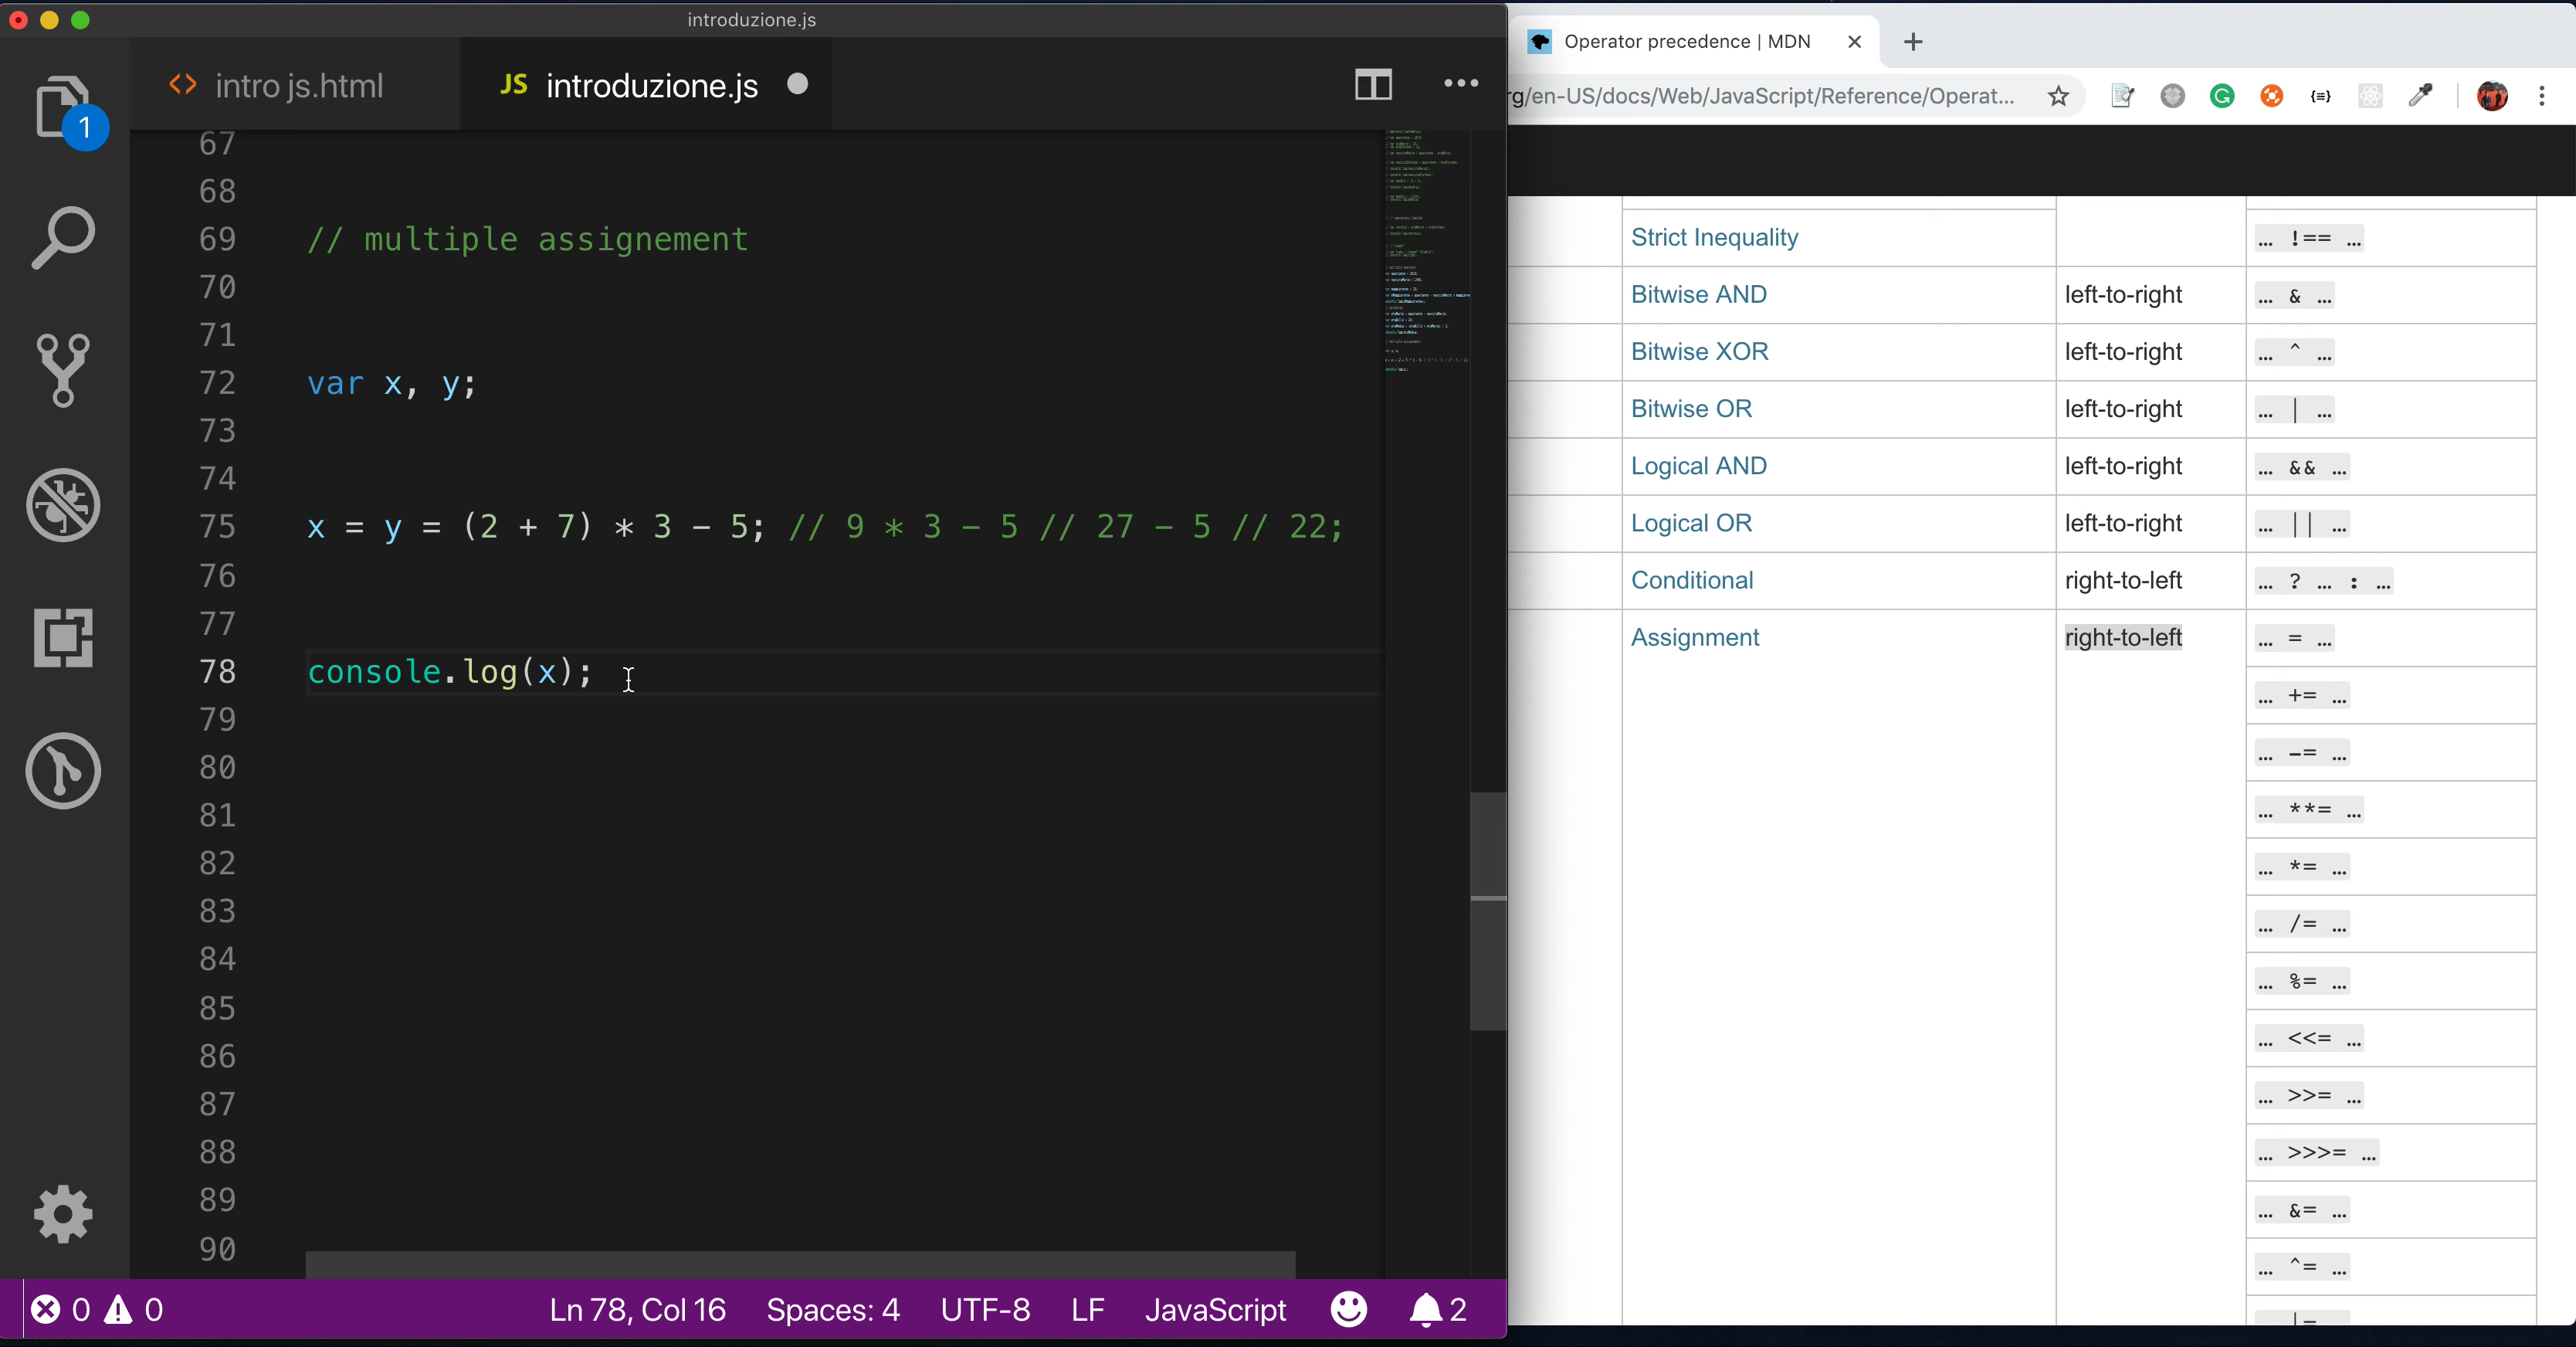 introduzione.js
intro js.html
JS introduzione.js
1
67
68
69 // multiple assignement
70
71
72 var x, y;
73
74
75 x = y = (2 + 7) * 3 - 5; // 9 * 3 - 5 // 27 - 5 // 22;
76
77
78 console.log(x);
79
80
81
82
83
84
85
86
87
88
89
90
0 0
Ln 78, Col 16 Spaces: 4 UTF-8 LF JavaScript 2
Operator precedence | MDN
rg/en-US/docs/Web/JavaScript/Reference/Operat...
Strict Inequality … !== …
Bitwise AND left-to-right … & …
Bitwise XOR left-to-right … ^ …
Bitwise OR left-to-right … | …
Logical AND left-to-right … && …
Logical OR left-to-right … || …
Conditional right-to-left … ? … : …
Assignment right-to-left … = …
… += …
… -= …
… **= …
… *= …
… /= …
… %= …
… <<= …
… >>= …
… >>>= …
… &= …
… ^= …
… |= …